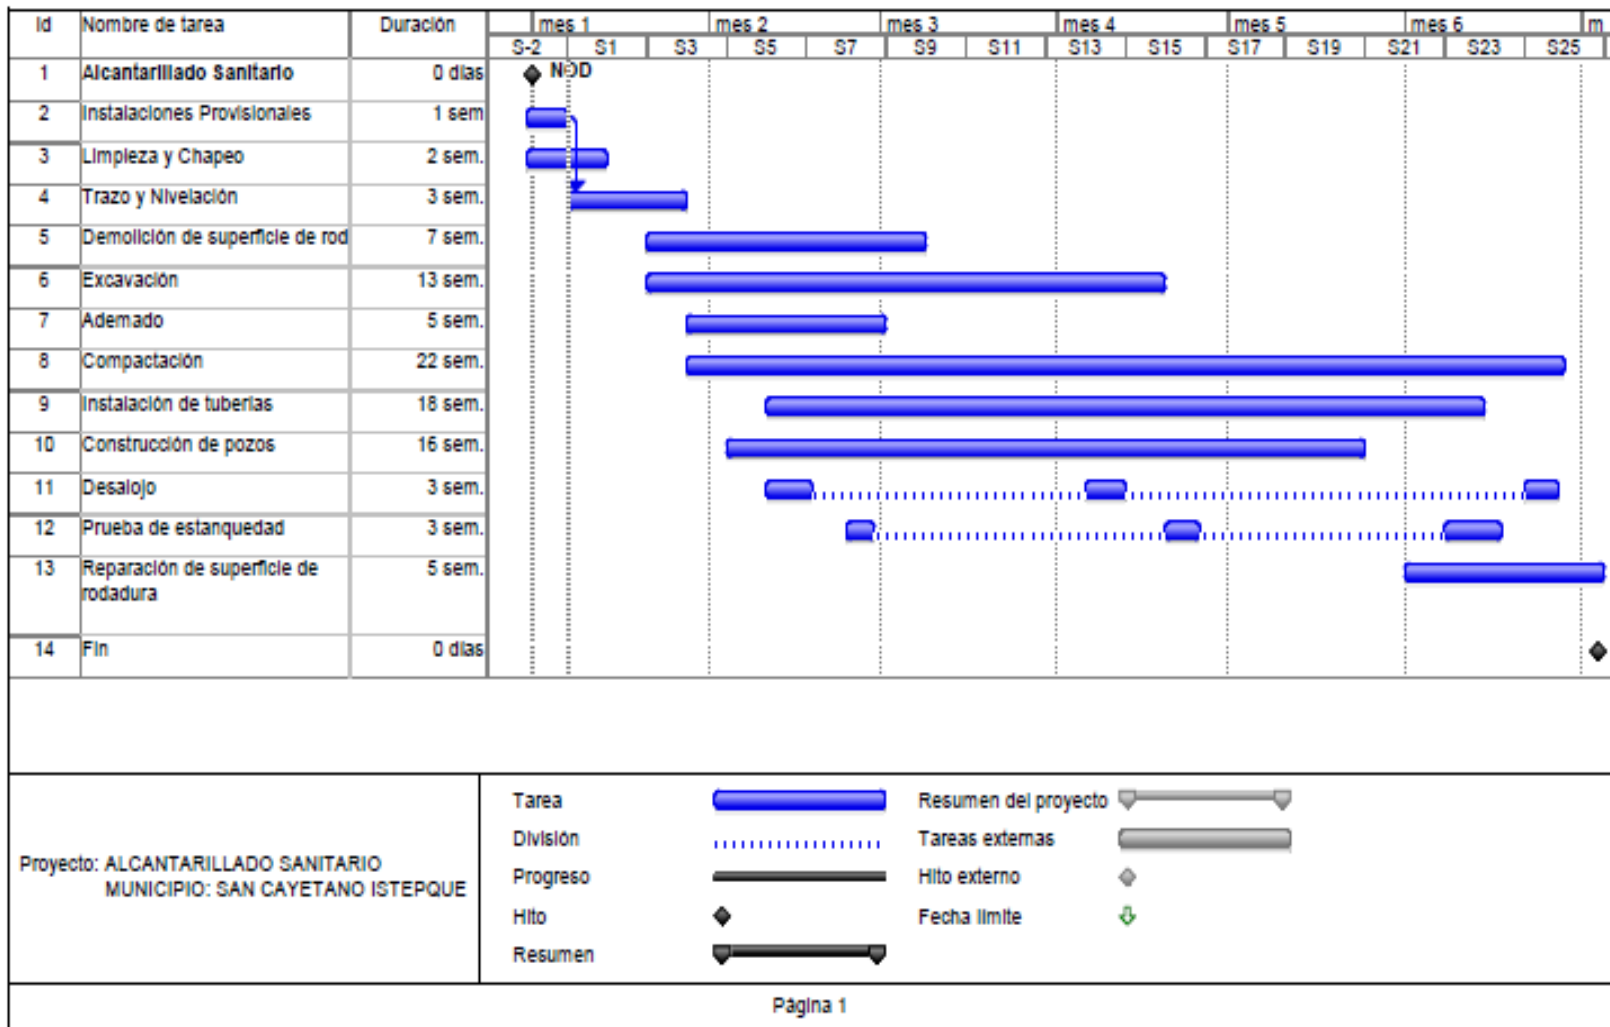 Id Nombre de tarea Duración mes 1 mes 2 mes 3 mes 4 mes 5 mes 6 m
S-2 S1 S3 S5 S7 S9 S11 S13 S15 S17 S19 S21 S23 S25
1 Alcantarillado Sanitario 0 días NOD
2 Instalaciones Provisionales 1 sem
3 Limpieza y Chapeo 2 sem.
4 Trazo y Nivelación 3 sem.
5 Demolición de superficie de rod 7 sem.
6 Excavación 13 sem.
7 Ademado 5 sem.
8 Compactación 22 sem.
9 Instalación de tuberías 18 sem.
10 Construcción de pozos 16 sem.
11 Desalojo 3 sem.
12 Prueba de estanquedad 3 sem.
13 Reparación de superficie de 5 sem.
rodadura
14 Fin 0 días
Proyecto: ALCANTARILLADO SANITARIO
MUNICIPIO: SAN CAYETANO ISTEPQUE
Tarea
División
Progreso
Hito
Resumen
Resumen del proyecto
Tareas externas
Hito externo
Fecha límite
Página 1